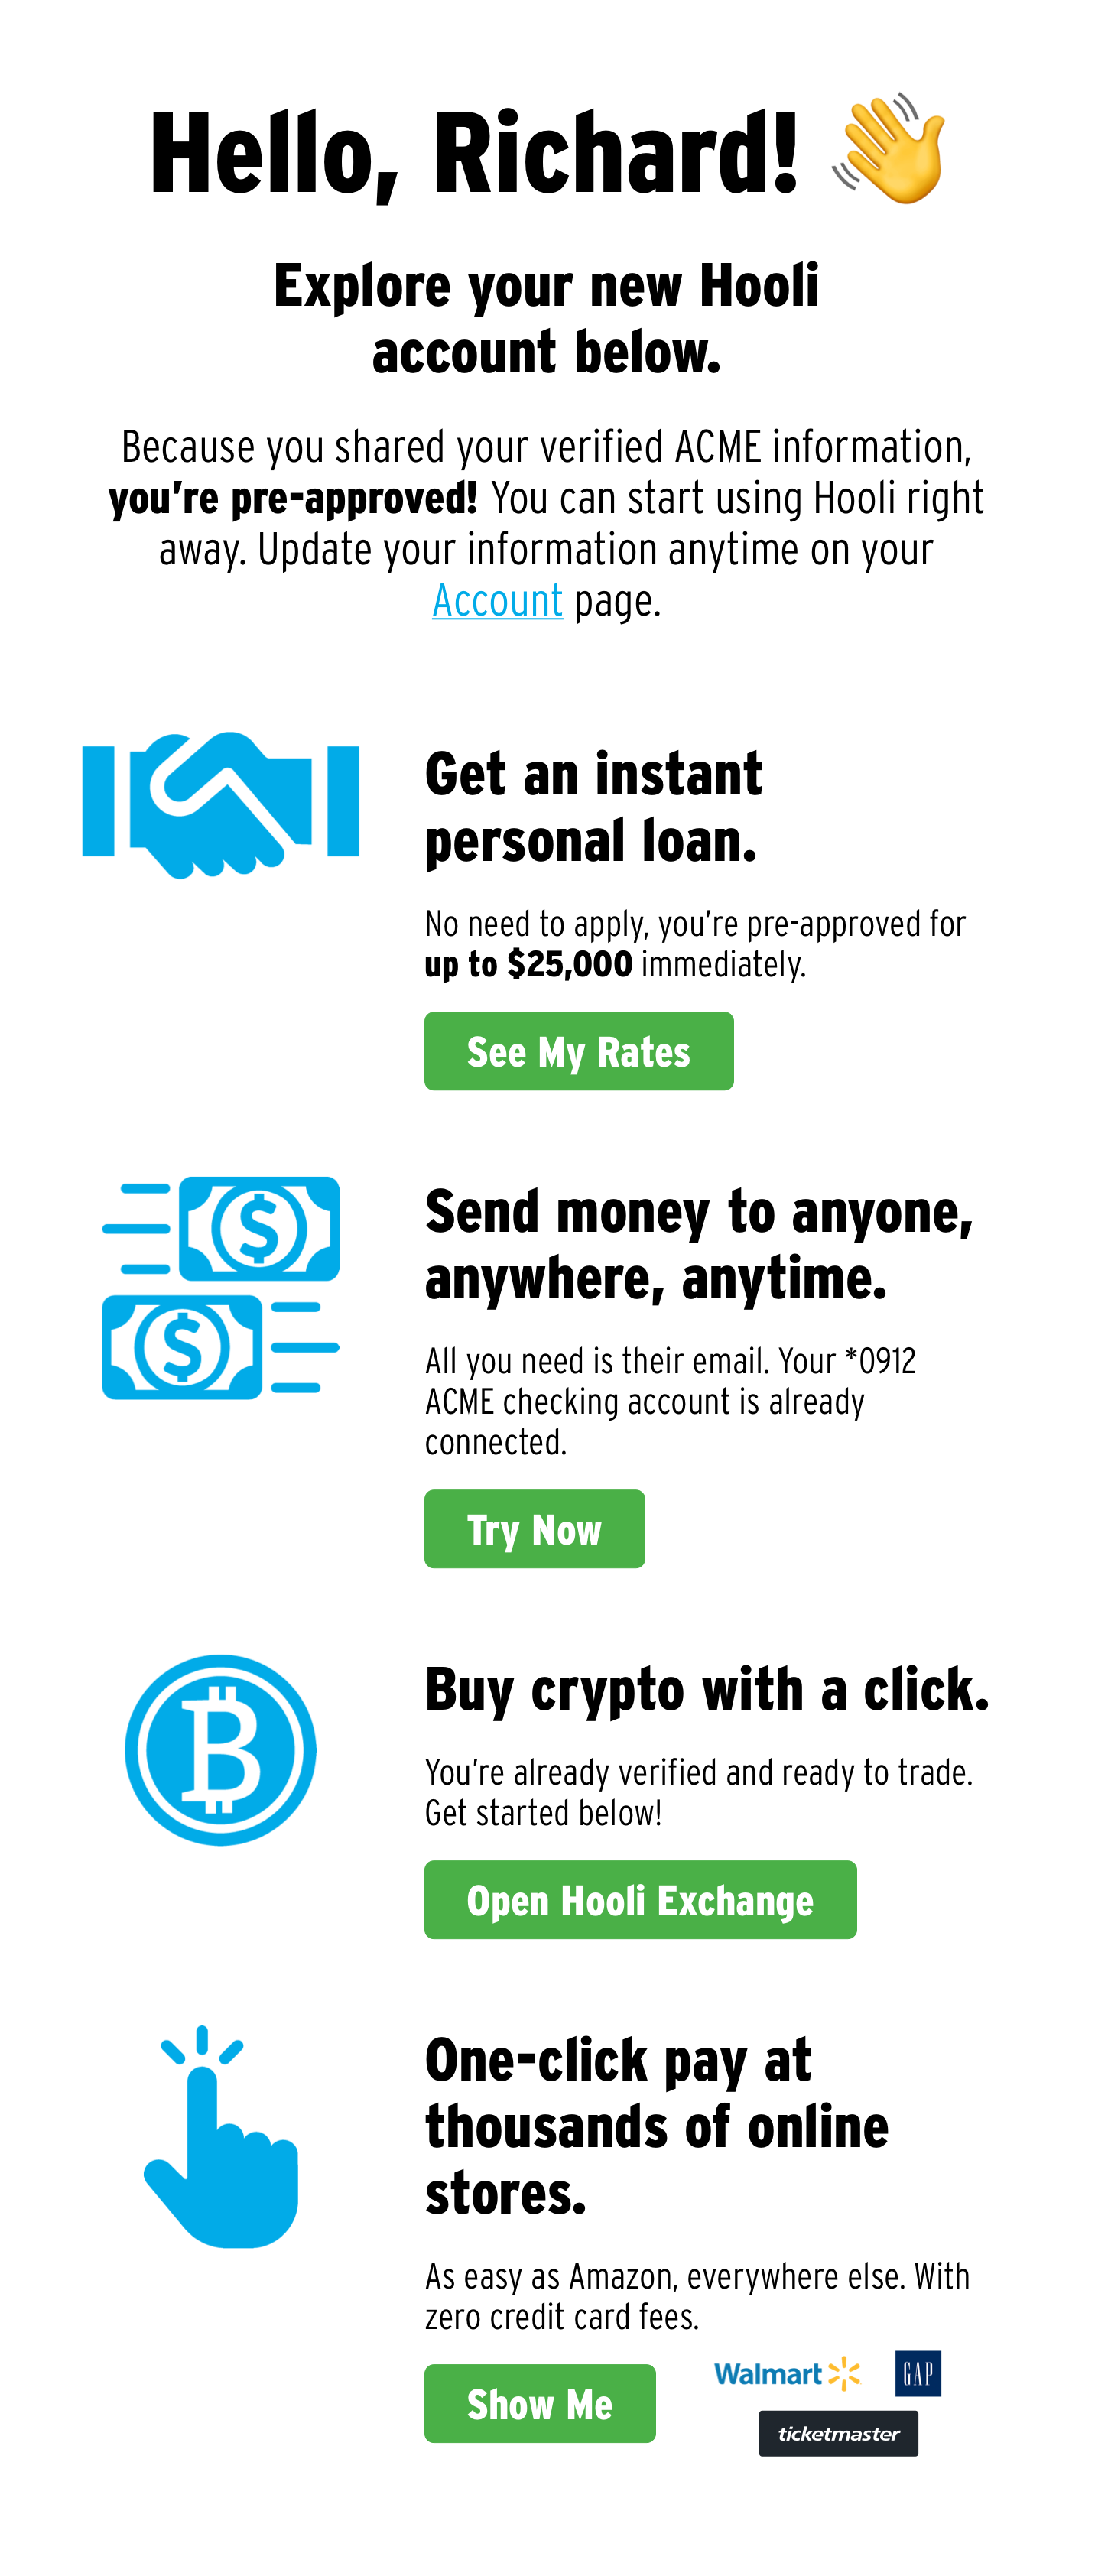 Hello, Richard! 👋
Explore your new Hooli
account below.
Because you shared your verified ACME information,
you're pre-approved! You can start using Hooli right
away. Update your information anytime on your
Account page.
Get an instant
personal loan.
No need to apply, you're pre-approved for
up to $25,000 immediately.
See My Rates
Send money to anyone,
anywhere, anytime.
All you need is their email. Your *0912
ACME checking account is already
connected.
Try Now
Buy crypto with a click.
You're already verified and ready to trade.
Get started below!
Open Hooli Exchange
One-click pay at
thousands of online
stores.
As easy as Amazon, everywhere else. With
zero credit card fees.
Show Me
Walmart
GAP
ticketmaster